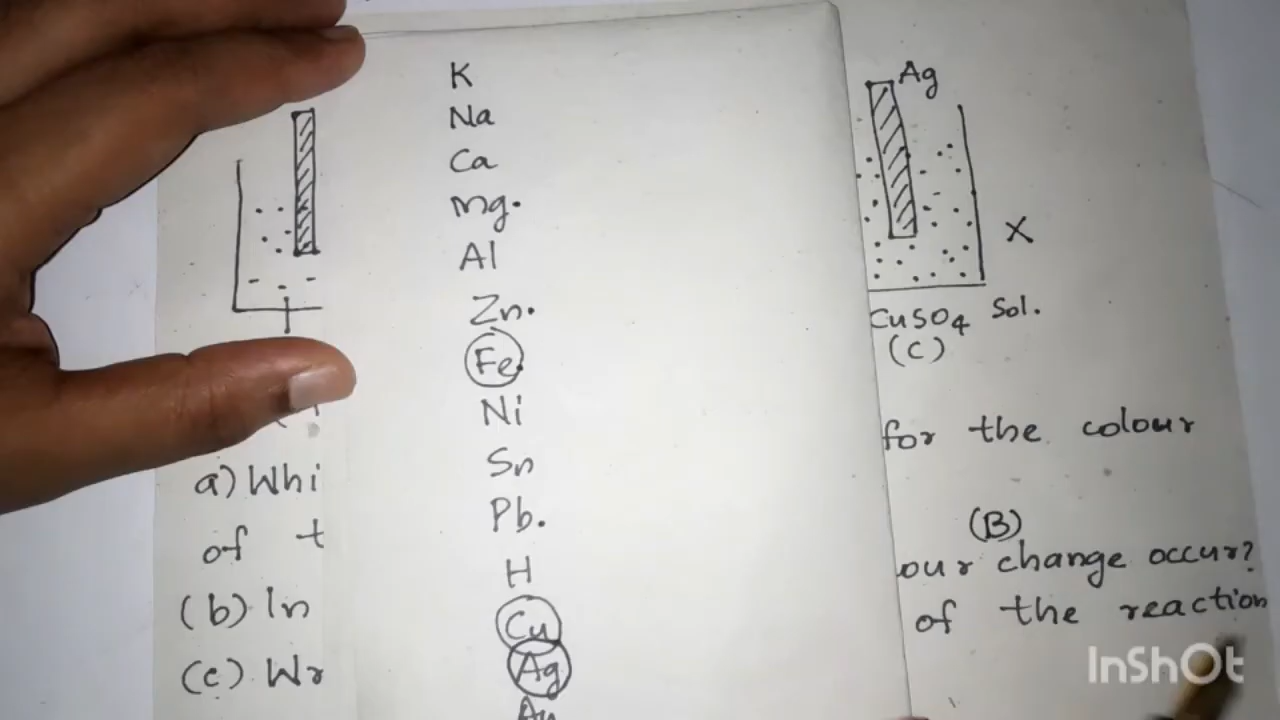 K
Na
Ca
Mg.
Al
Zn.
Fe
Ni
Sn
Pb.
H
Cu
Ag
Au
Ag
X
CuSO4 Sol.
(C)
for the colour
a) Whi
(B)
of t
our change occur?
(b) In
of the reaction
(c) Wr
InShOt